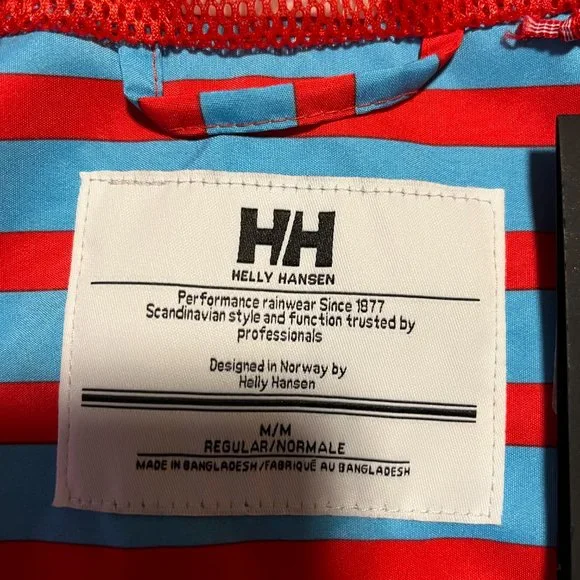 HH
HELLY HANSEN
Performance rainwear Since 1877
Scandinavian style and function trusted by
professionals
Designed in Norway by
Helly Hansen
M/M
REGULAR/NORMALE
MADE IN BANGLADESH/FABRIQUÉ AU BANGLADESH